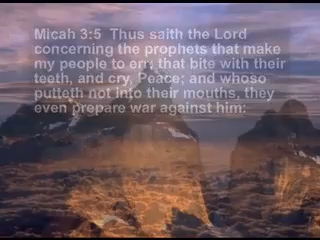 Micah 3:5  Thus saith the Lord
concerning the prophets that make
my people to err, that bite with their
teeth, and cry, Peace; and whoso
putteth not into their mouths, they
even prepare war against him: